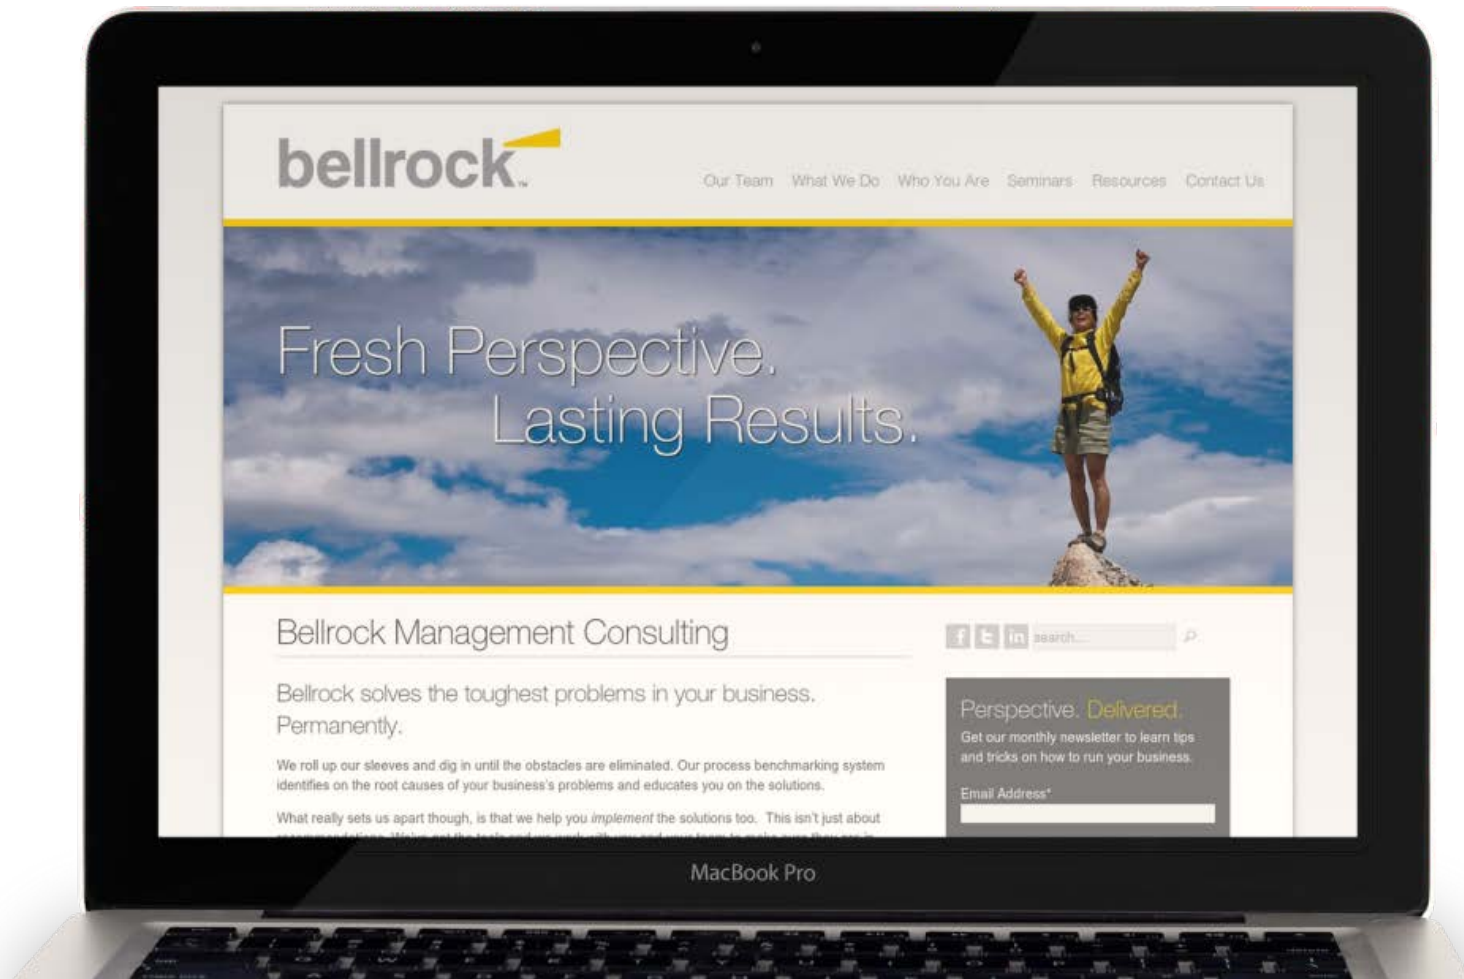 bellrock™
Our Team What We Do Who You Are Seminars Resources Contact Us
Fresh Perspective.
Lasting Results.
Bellrock Management Consulting
f t in search...
Bellrock solves the toughest problems in your business.
Permanently.
We roll up our sleeves and dig in until the obstacles are eliminated. Our process benchmarking system
identifies on the root causes of your business's problems and educates you on the solutions.
What really sets us apart though, is that we help you implement the solutions too. This isn't just about
Perspective. Delivered.
Get our monthly newsletter to learn tips
and tricks on how to run your business.
Email Address*
MacBook Pro